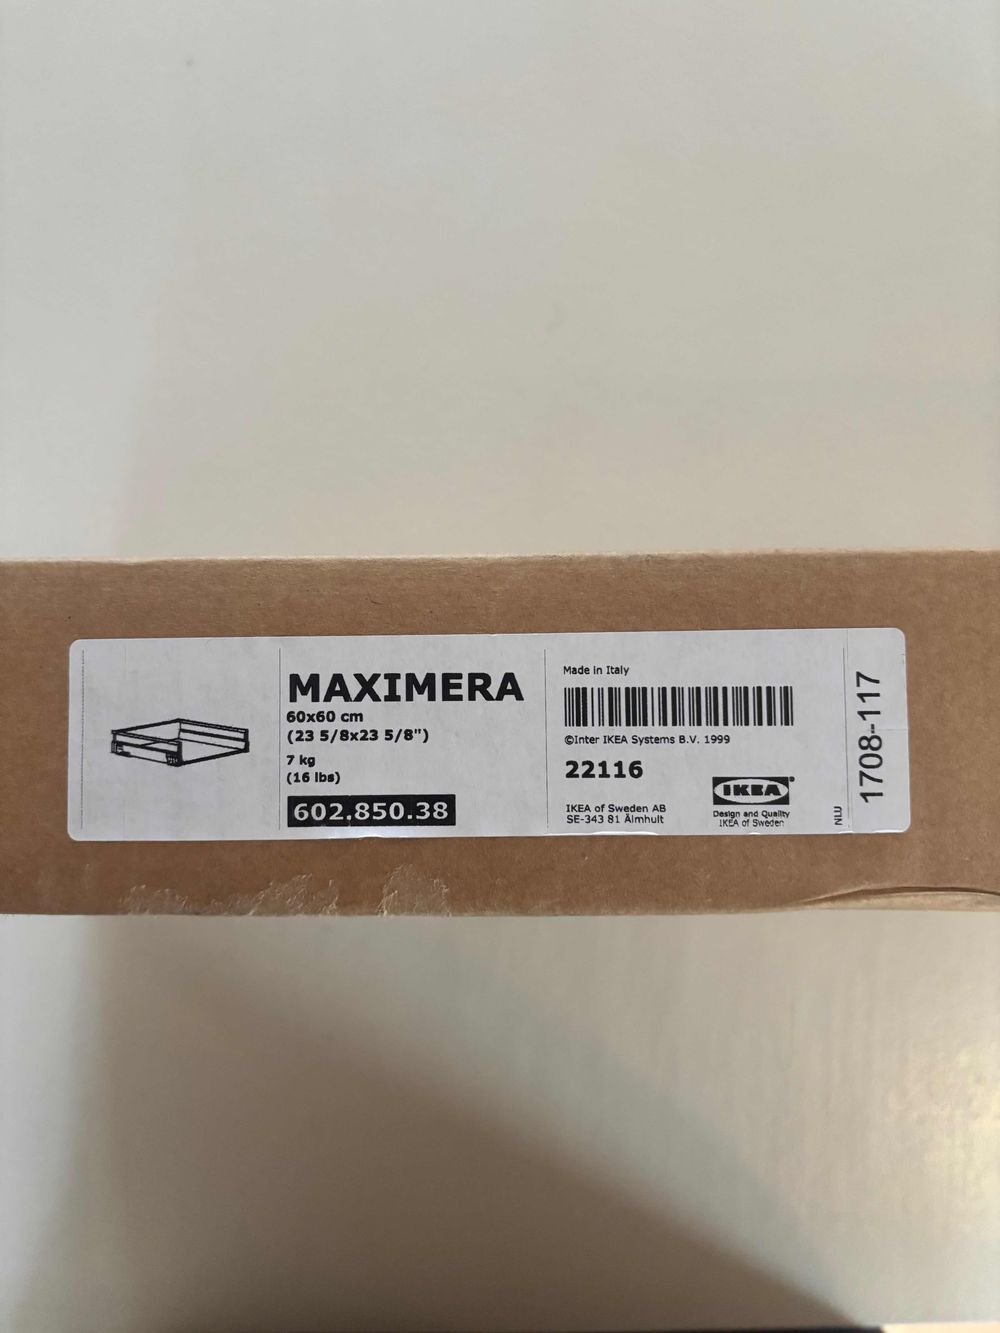 MAXIMERA
60x60 cm
(23 5/8x23 5/8")
7 kg
(16 lbs)
602.850.38
Made in Italy
©Inter IKEA Systems B.V. 1999
22116
IKEA of Sweden AB
SE-343 81 Älmhult
IKEA®
Design and Quality
IKEA of Sweden
NLU
1708-117